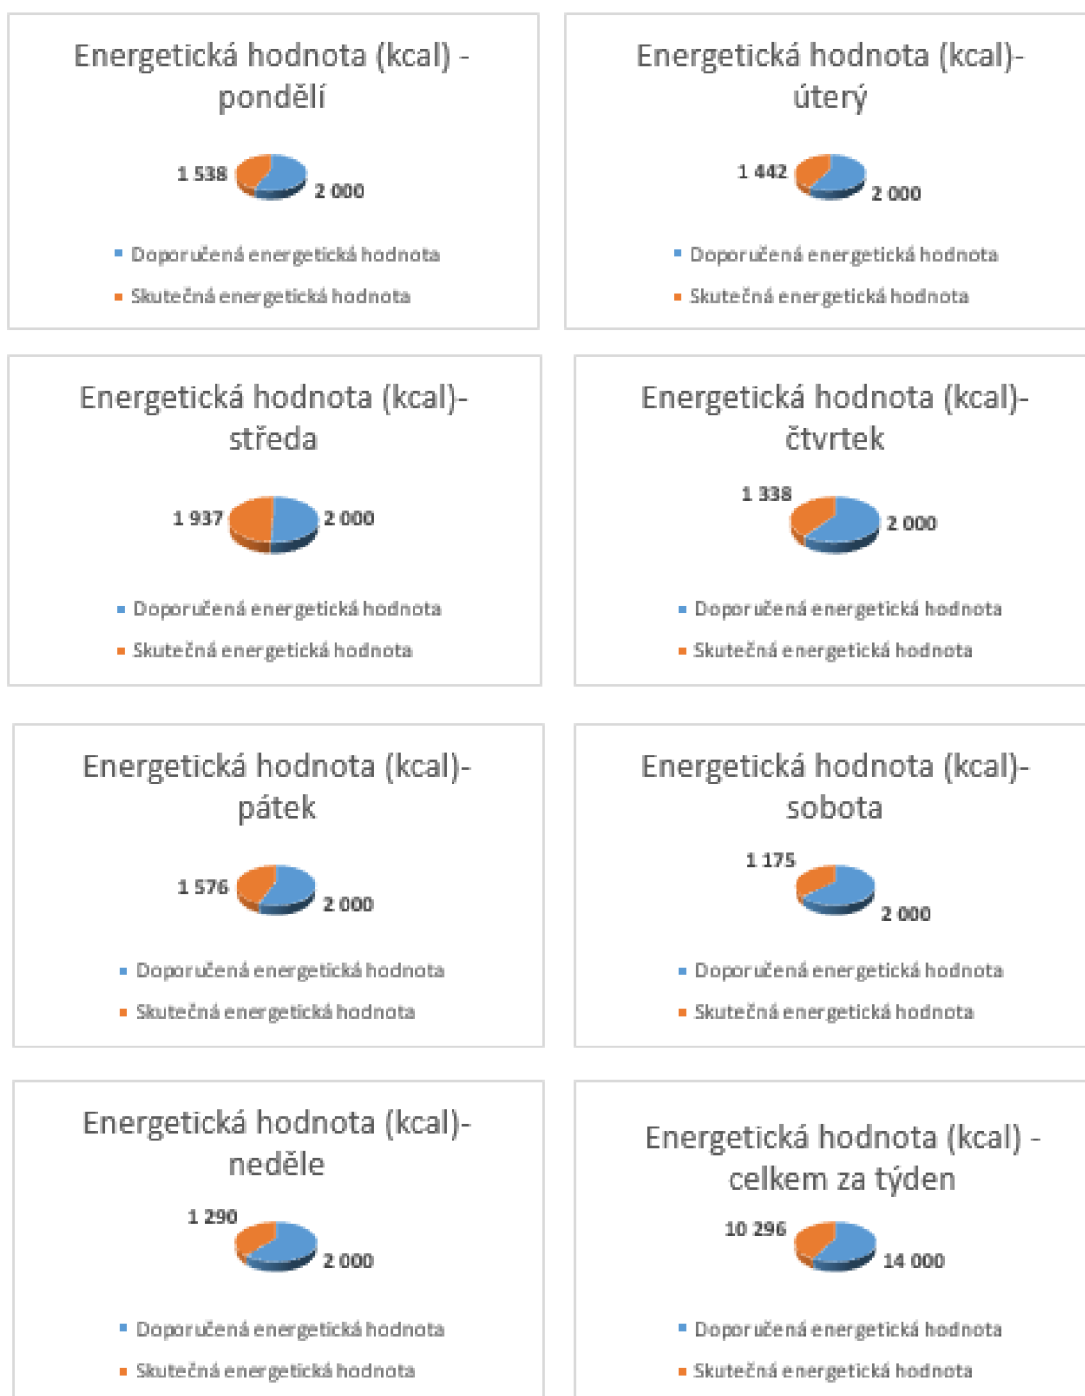 Energetická hodnota (kcal) -
pondělí
1 538
2 000
Doporučená energetická hodnota
Skutečná energetická hodnota
Energetická hodnota (kcal)-
úterý
1 442
2 000
Doporučená energetická hodnota
Skutečná energetická hodnota
Energetická hodnota (kcal)-
středa
1 937
2 000
Doporučená energetická hodnota
Skutečná energetická hodnota
Energetická hodnota (kcal)-
čtvrtek
1 338
2 000
Doporučená energetická hodnota
Skutečná energetická hodnota
Energetická hodnota (kcal)-
pátek
1 576
2 000
Doporučená energetická hodnota
Skutečná energetická hodnota
Energetická hodnota (kcal)-
sobota
1 175
2 000
Doporučená energetická hodnota
Skutečná energetická hodnota
Energetická hodnota (kcal)-
neděle
1 290
2 000
Doporučená energetická hodnota
Skutečná energetická hodnota
Energetická hodnota (kcal) -
celkem za týden
10 296
14 000
Doporučená energetická hodnota
Skutečná energetická hodnota